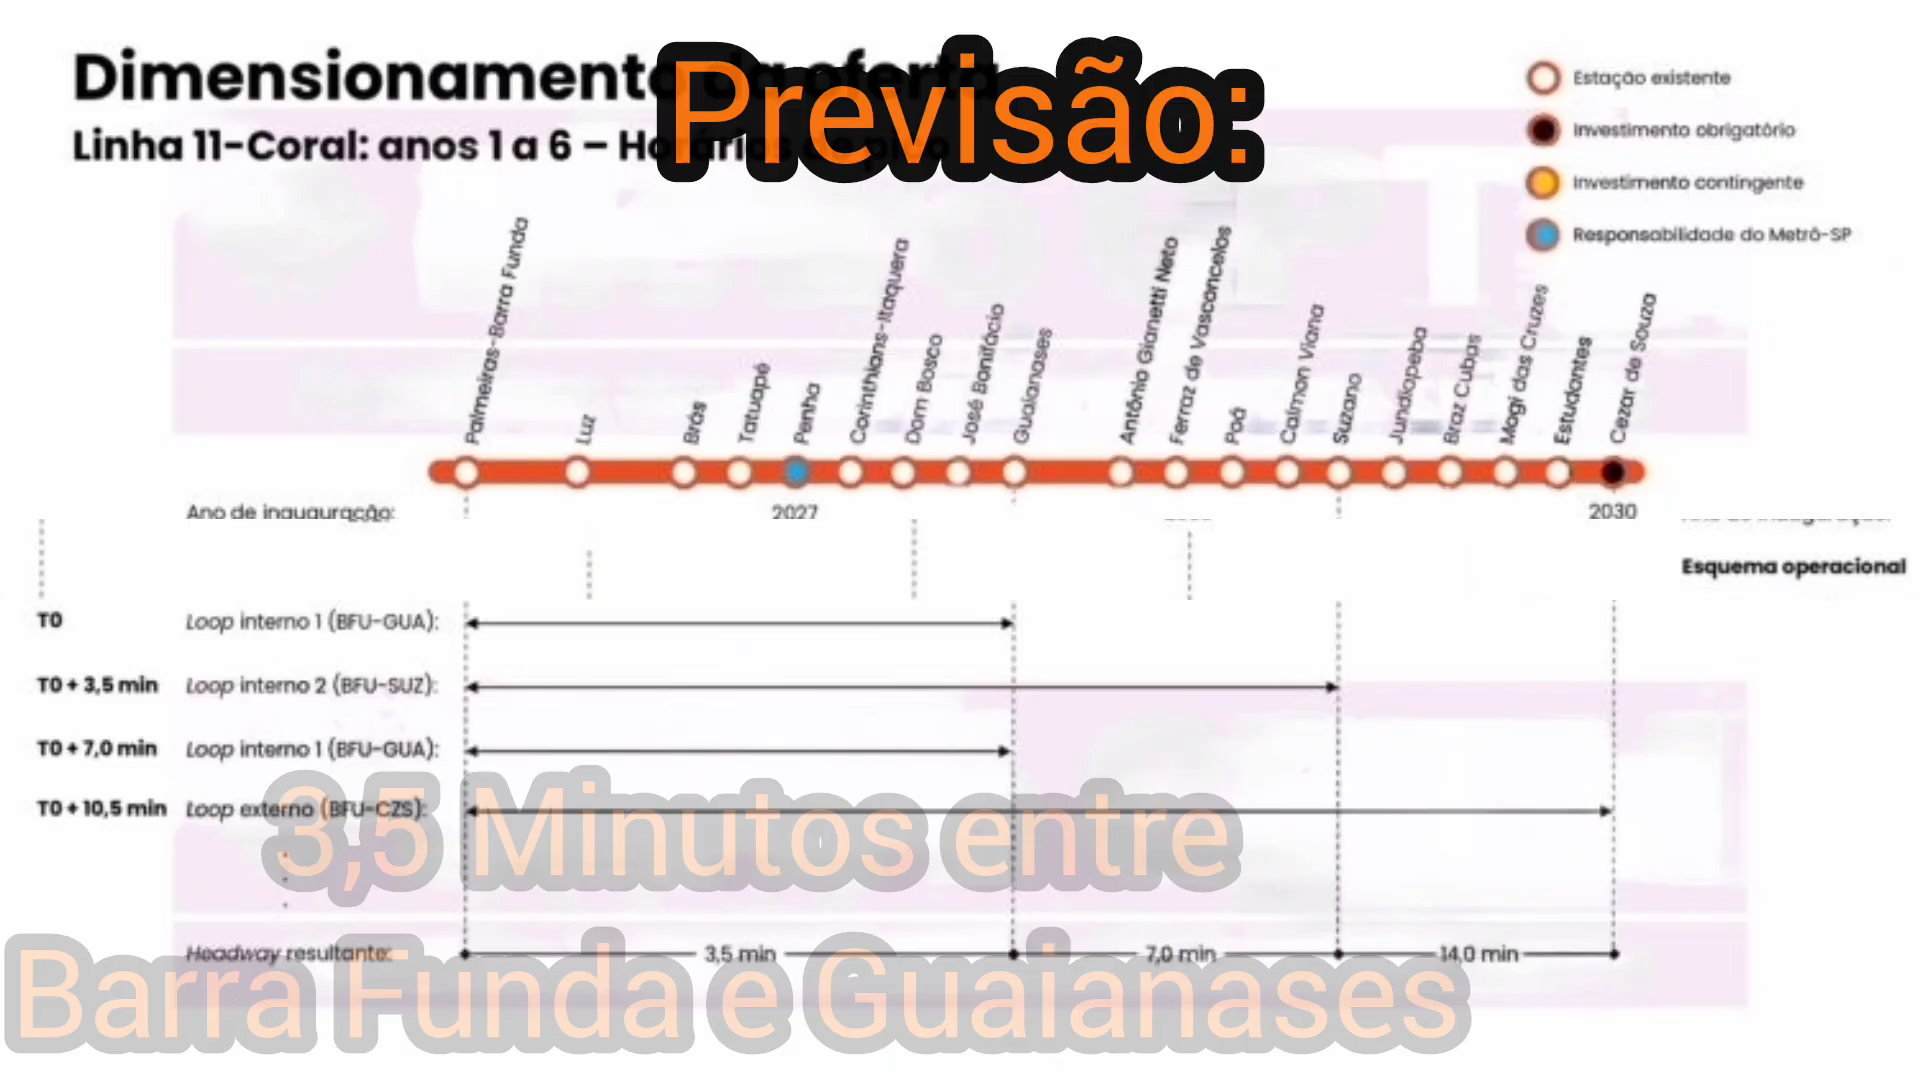 Dimensionamento da oferta
Previsão:
Linha 11-Coral: anos 1 a 6 – Horários de pico
Estação existente
Investimento obrigatório
Investimento contingente
Responsabilidade do Metrô-SP
Palmeiras-Barra Funda
Luz
Brás
Tatuapé
Penha
Corinthians-Itaquera
Dom Bosco
José Bonifácio
Guaianases
Antônio Gianetti Neto
Ferraz de Vasconcelos
Poá
Calmon Viana
Suzano
Jundiapeba
Braz Cubas
Mogi das Cruzes
Estudantes
Cezar de Souza
Ano de inauguração: 2027 2030
Esquema operacional
T0 Loop interno 1 (BFU-GUA):
T0 + 3,5 min Loop interno 2 (BFU-SUZ):
T0 + 7,0 min Loop interno 1 (BFU-GUA):
T0 + 10,5 min Loop externo (BFU-CZS):
3,5 Minutos entre
Headway resultante: 3,5 min 7,0 min 14,0 min
Barra Funda e Guaianases